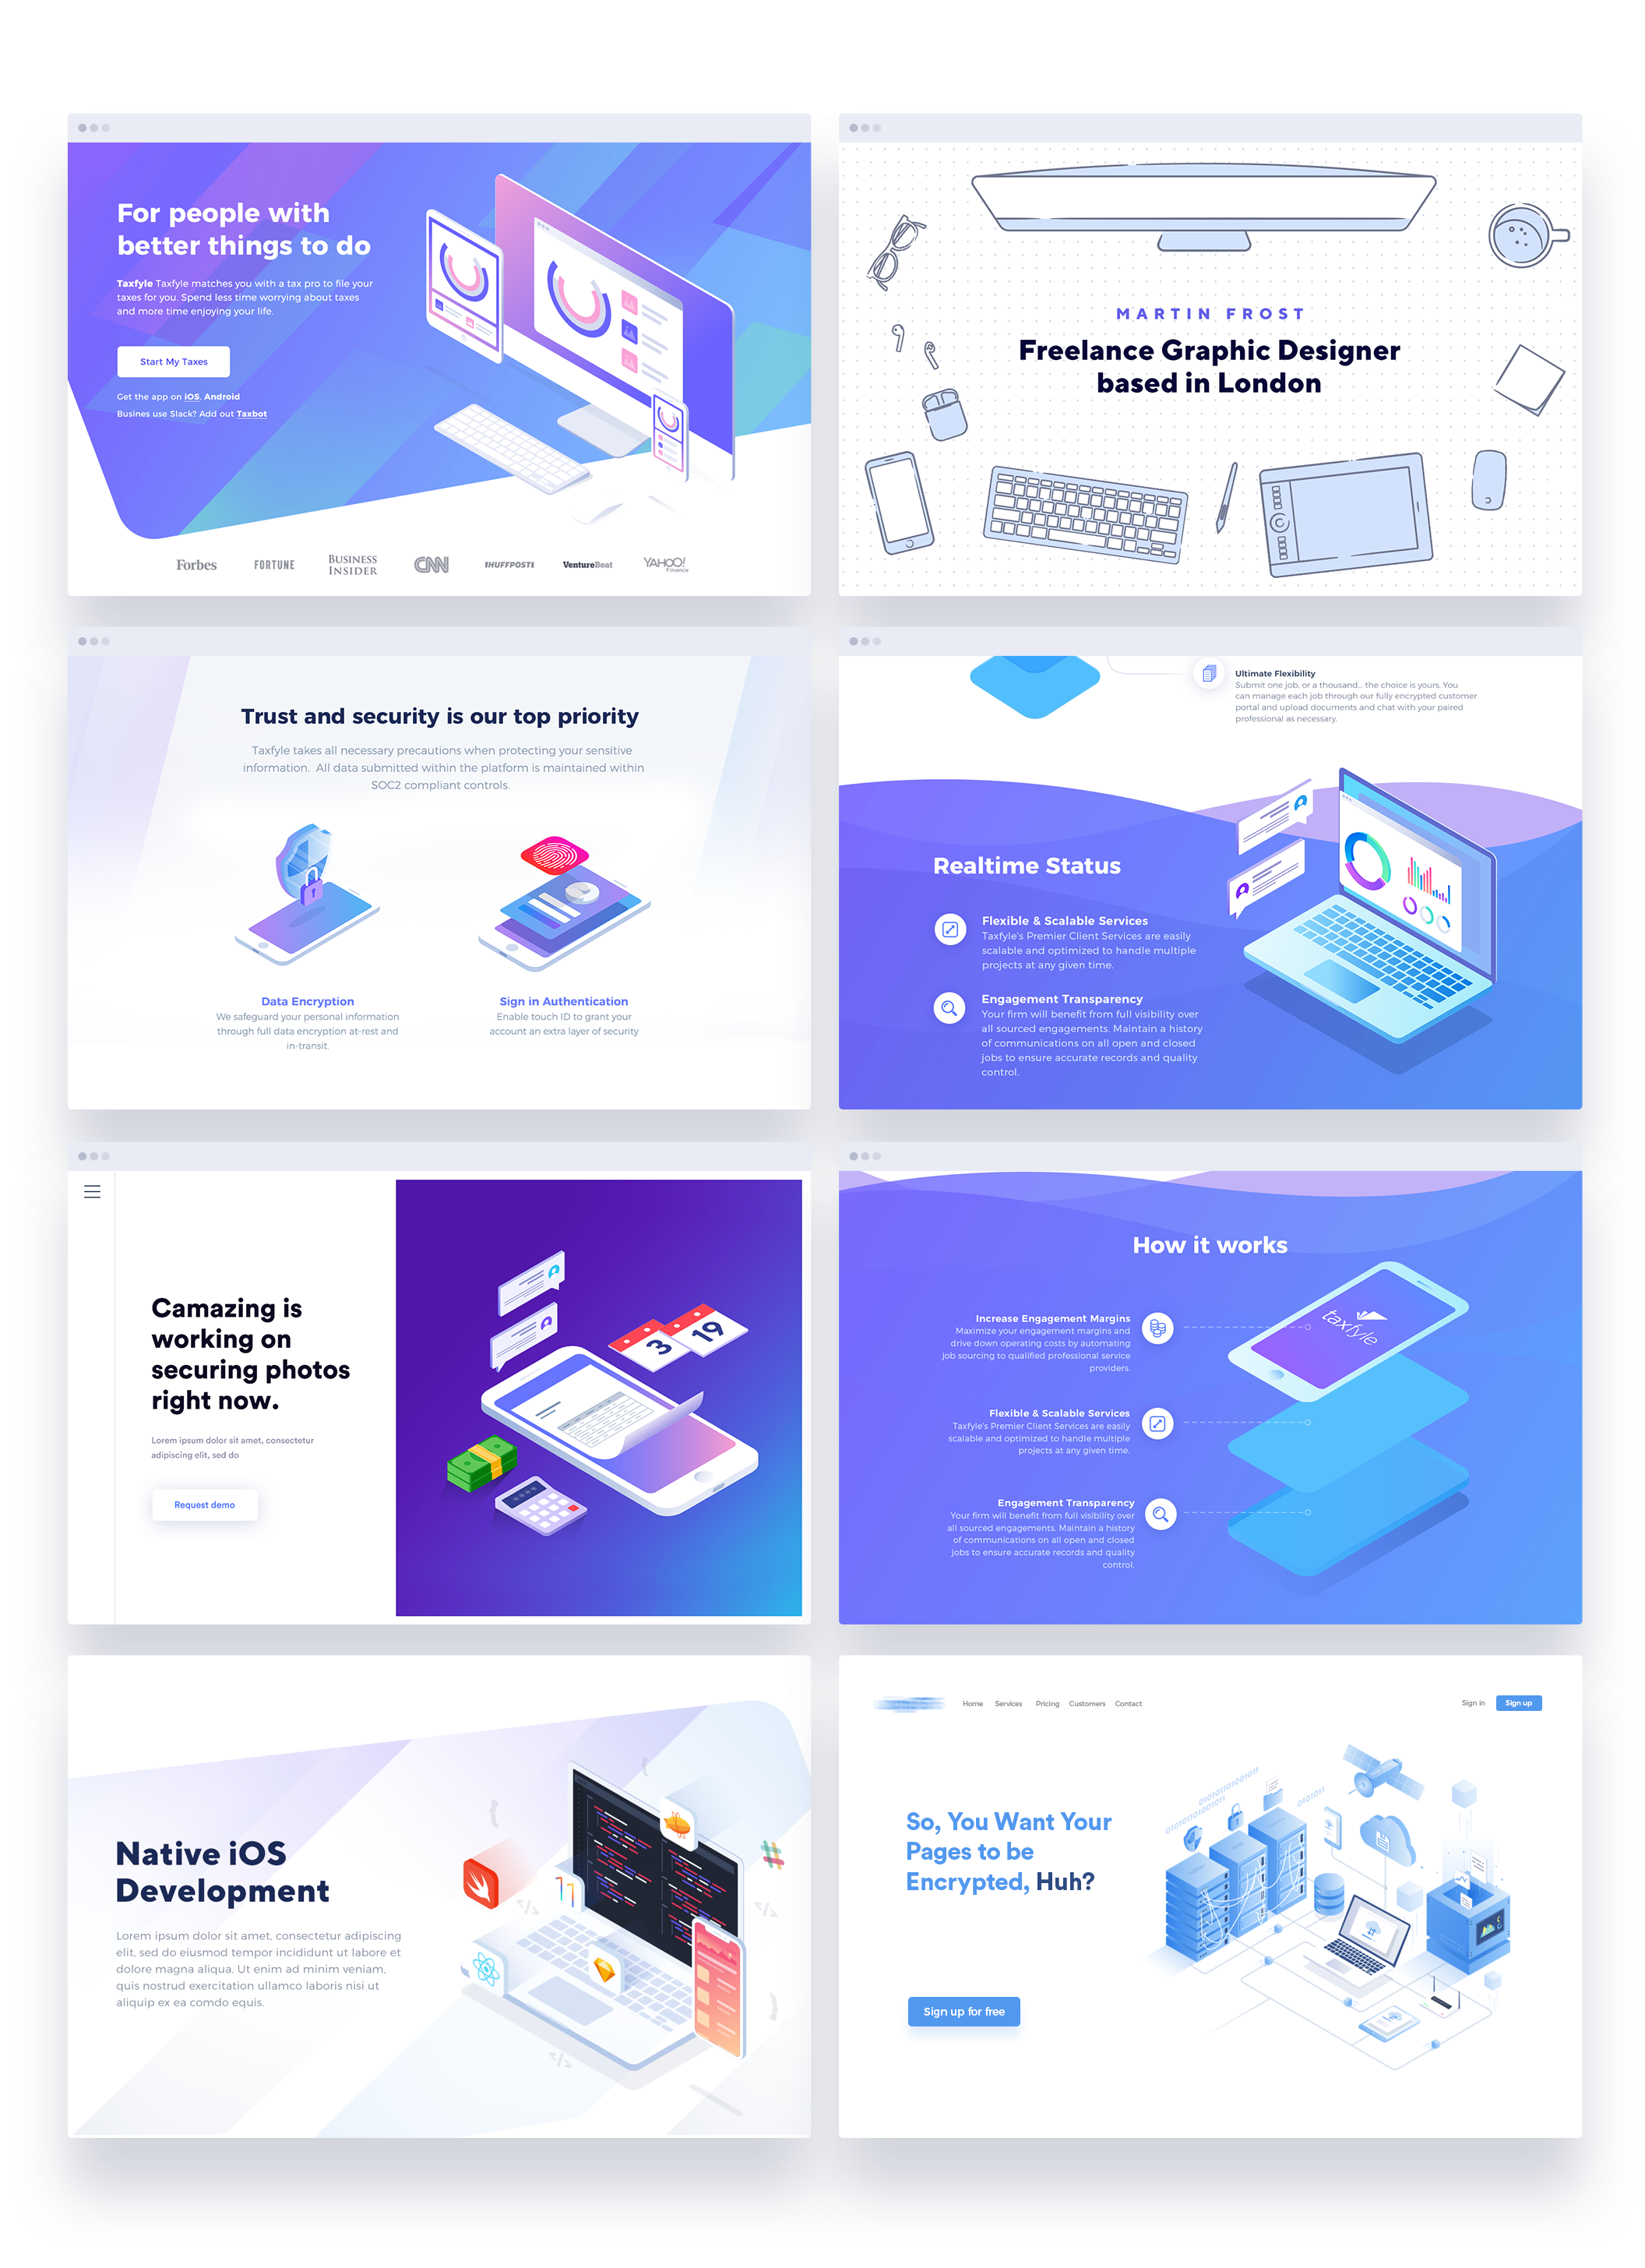 For people with
better things to do
Taxfyle Taxfyle matches you with a tax pro to file your
taxes for you. Spend less time worrying about taxes
and more time enjoying your life.
Start My Taxes
Get the app on iOS. Android
Busines use Slack? Add out Taxbot
Forbes
FORTUNE
BUSINESS
INSIDER
CNN
HUFFPOST
VentureBeat
YAHOO!
Finance
MARTIN FROST
Freelance Graphic Designer
based in London
Trust and security is our top priority
Taxfyle takes all necessary precautions when protecting your sensitive
information. All data submitted within the platform is maintained within
SOC2 compliant controls.
Data Encryption
We safeguard your personal information
through full data encryption at-rest and
in-transit.
Sign in Authentication
Enable touch ID to grant your
account an extra layer of security
Ultimate Flexibility
Submit one job, or a thousand... the choice is yours. You
can manage each job through our fully encrypted customer
portal and upload documents and chat with your paired
professional as necessary.
Realtime Status
Flexible & Scalable Services
Taxfyle's Premier Client Services are easily
scalable and optimized to handle multiple
projects at any given time.
Engagement Transparency
Your firm will benefit from full visibility over
all sourced engagements. Maintain a history
of communications on all open and closed
jobs to ensure accurate records and quality
control.
Camazing is
working on
securing photos
right now.
Lorem ipsum dolor sit amet, consectetur
adipiscing elit, sed do
Request demo
3
19
How it works
Increase Engagement Margins
Maximize your engagement margins and
drive down operating costs by automating
job sourcing to qualified professional service
providers.
taxfyle
Flexible & Scalable Services
Taxfyle's Premier Client Services are easily
scalable and optimized to handle multiple
projects at any given time.
Engagement Transparency
Your firm will benefit from full visibility over
all sourced engagements. Maintain a history
of communications on all open and closed
jobs to ensure accurate records and quality
control.
Native iOS
Development
Lorem ipsum dolor sit amet, consectetur adipiscing
elit, sed do eiusmod tempor incididunt ut labore et
dolore magna aliqua. Ut enim ad minim veniam,
quis nostrud exercitation ullamco laboris nisi ut
aliquip ex ea comdo equis.
</>
</>
</>
Home Services Pricing Customers Contact
Sign in
Sign up
So, You Want Your
Pages to be
Encrypted, Huh?
Sign up for free
0101011010010​11
010101101001011
0101011